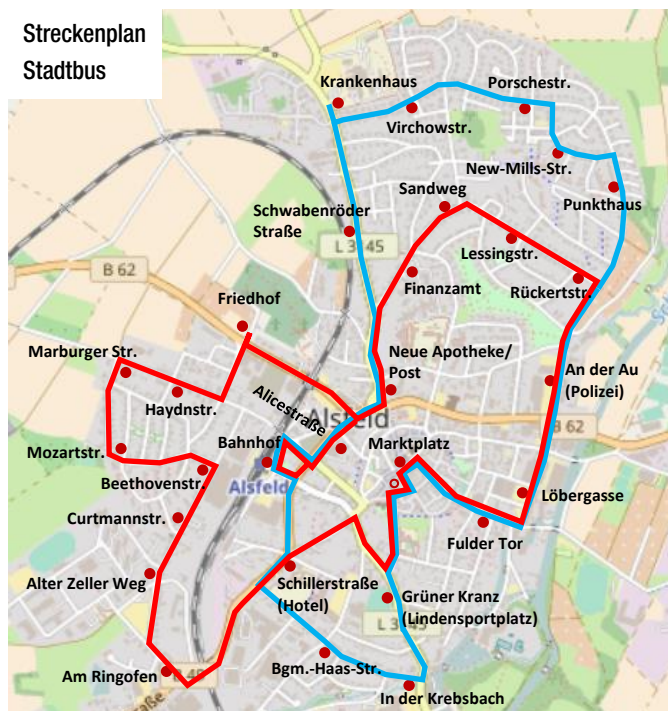 Streckenplan
Stadtbus
Krankenhaus
Porschestr.
Virchowstr.
New-Mills-Str.
Punkthaus
Sandweg
Schwabenröder
Straße
L 3145
Lessingstr.
Finanzamt
Rückertstr.
B 62
Friedhof
Marburger Str.
Haydnstr.
Neue Apotheke/
Post
An der Au
(Polizei)
Alicestraße
Alsfeld
B 62
Mozartstr.
Bahnhof
Marktplatz
Beethovenstr.
Alsfeld
Löbergasse
Curtmannstr.
Fulder Tor
Alter Zeller Weg
Schillerstraße
(Hotel)
Grüner Kranz
(Lindensportplatz)
Am Ringofen
Bgm.-Haas-Str.
In der Krebsbach